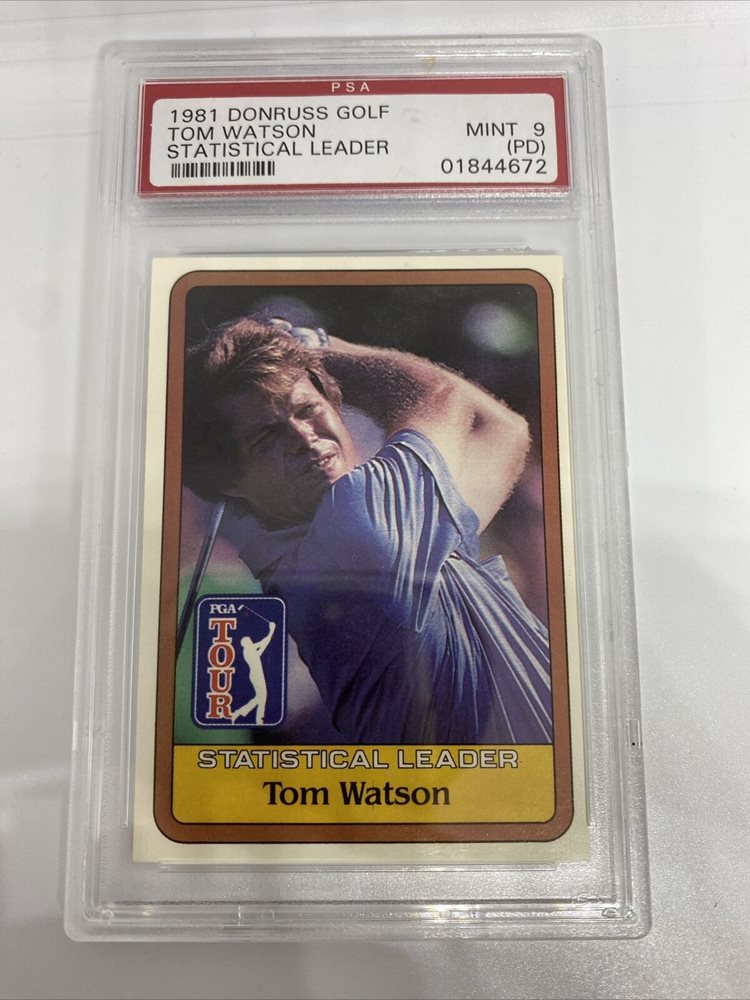 PSA
1981 DONRUSS GOLF
TOM WATSON MINT 9
STATISTICAL LEADER (PD)
01844672
PGA
TOUR
STATISTICAL LEADER
Tom Watson